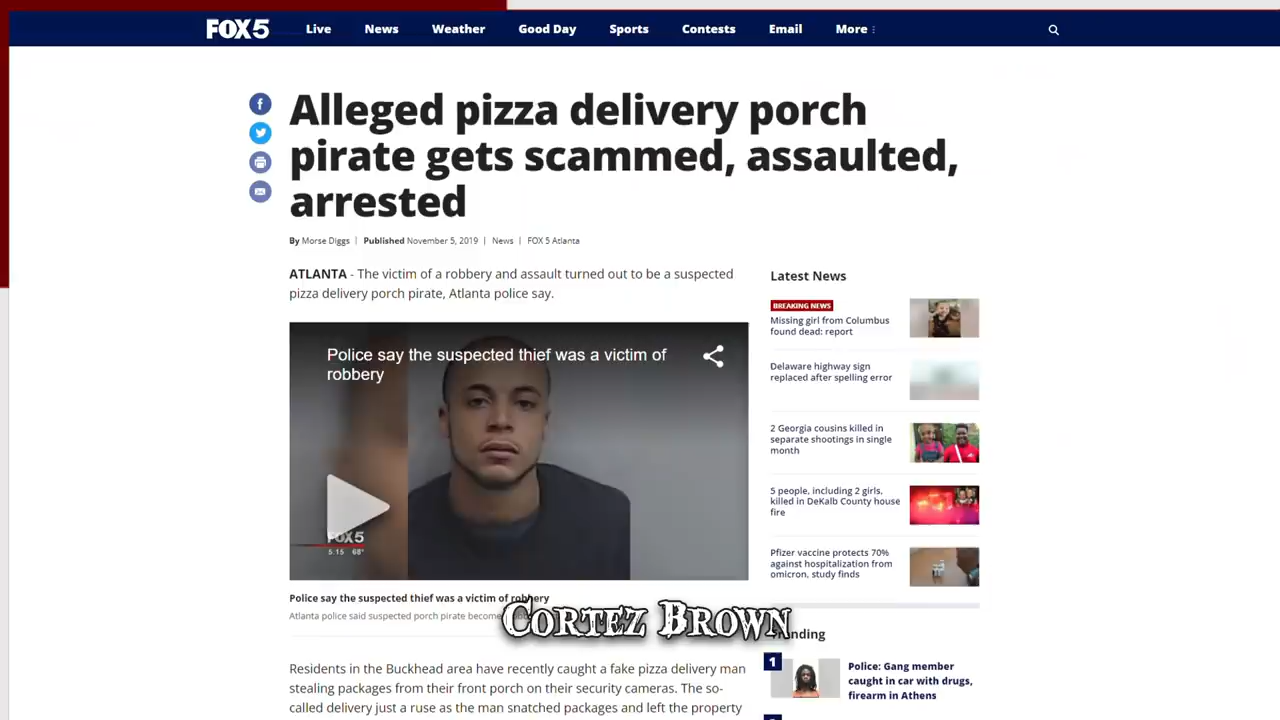 FOX 5 Live News Weather Good Day Sports Contests Email More
Alleged pizza delivery porch
pirate gets scammed, assaulted,
arrested
By Morse Diggs | Published November 5, 2019 | News | FOX 5 Atlanta
ATLANTA - The victim of a robbery and assault turned out to be a suspected
pizza delivery porch pirate, Atlanta police say.
Police say the suspected thief was a victim of
robbery
FOX 5
5:15 68°
Police say the suspected thief was a victim of robbery
Atlanta police said suspected porch pirate become
CORTEZ BROWN
Residents in the Buckhead area have recently caught a fake pizza delivery man
stealing packages from their front porch on their security cameras. The so-
called delivery just a ruse as the man snatched packages and left the property
Latest News
BREAKING NEWS
Missing girl from Columbus
found dead: report
Delaware highway sign
replaced after spelling error
2 Georgia cousins killed in
separate shootings in single
month
5 people, including 2 girls,
killed in DeKalb County house
fire
Pfizer vaccine protects 70%
against hospitalization from
omicron, study finds
Trending
1
Police: Gang member
caught in car with drugs,
firearm in Athens